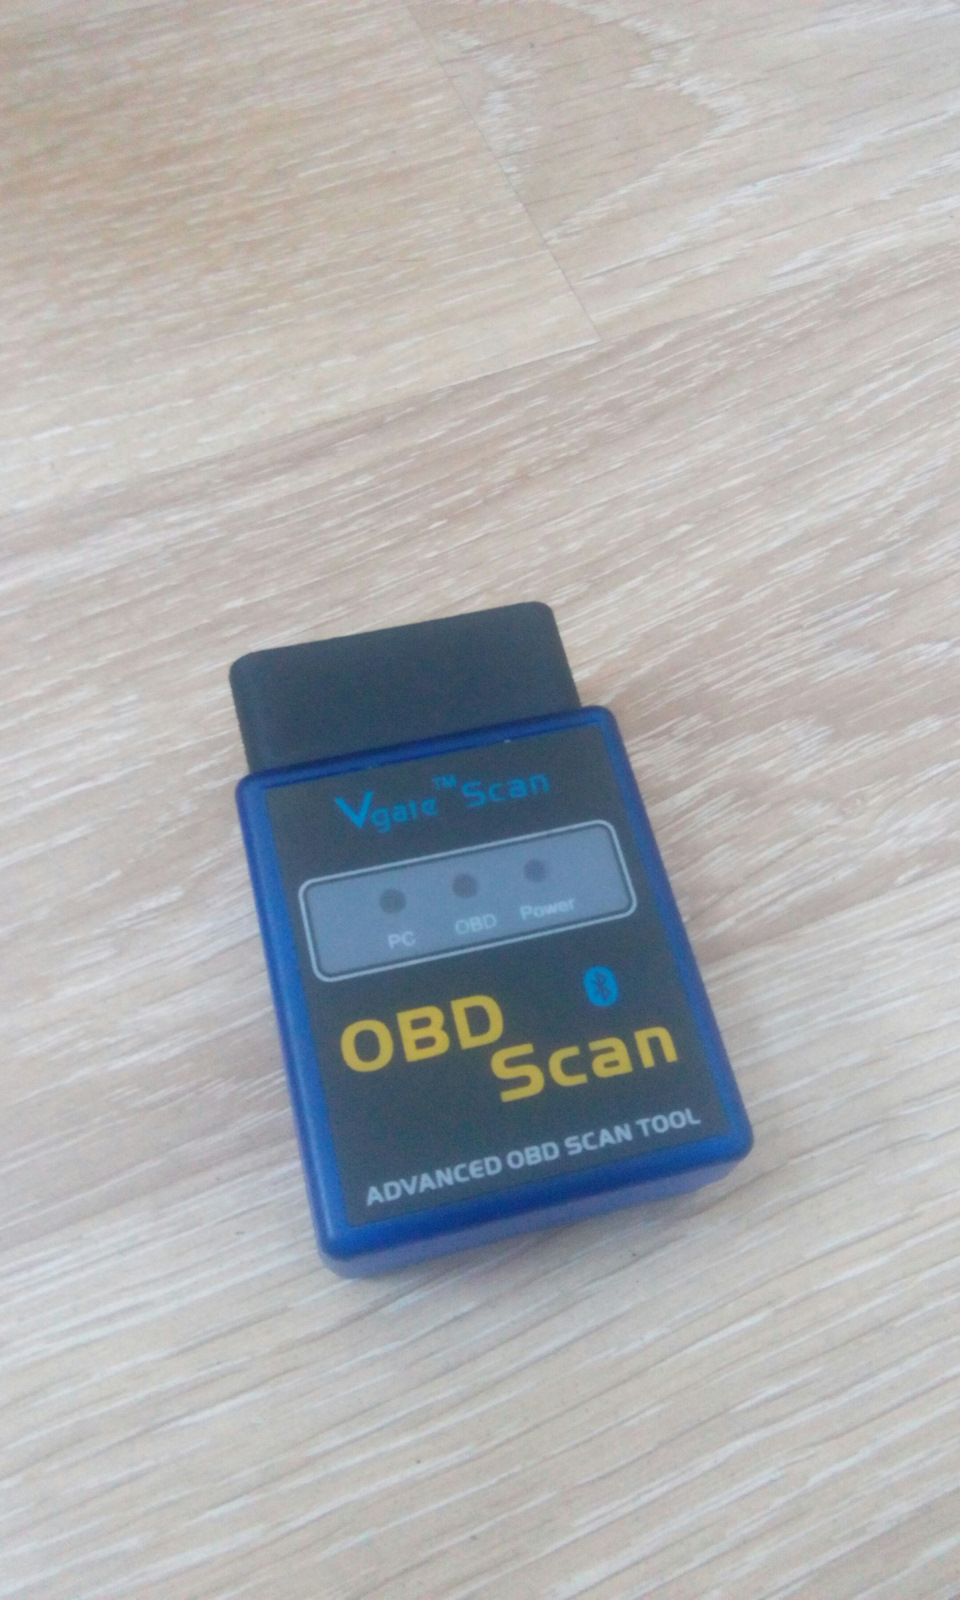 Vgate™ Scan
PC OBD Power
OBD
Scan
ADVANCED OBD SCAN TOOL